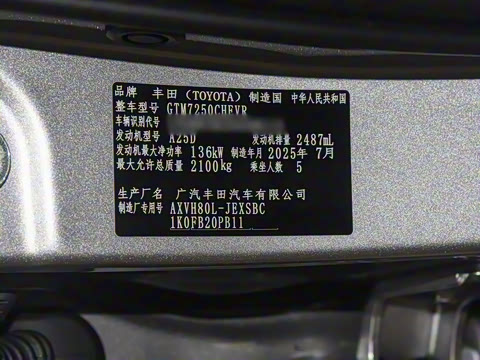 品牌 丰田（TOYOTA） 制造国 中华人民共和国
整车型号 GTM7250CHEVR
车辆识别代号
发动机型号 A25D 发动机排量 2487mL
发动机最大净功率 136kW 制造年月 2025年 7月
最大允许总质量 2100kg 乘坐人数 5
生产厂名 广汽丰田汽车有限公司
制造厂专用号 AXVH80L-JEXSBC
1K0FB20PB11